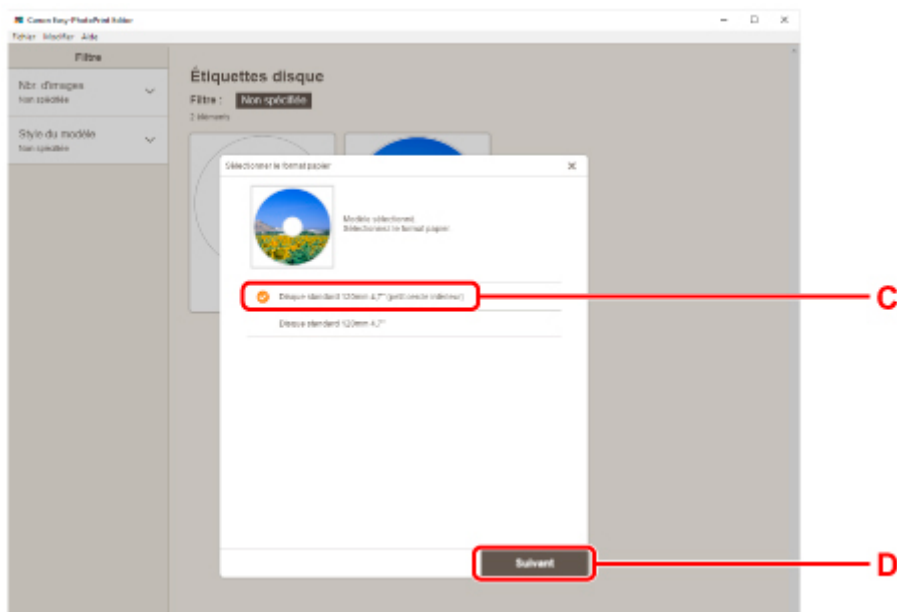 Canon Easy-PhotoPrint Editor
Fichier Modifier Aide
Filtre
Nbr. d'images
Non spécifiée
Style du modèle
Non spécifiée
Étiquettes disque
Filtre : Non spécifiée
2 éléments
Sélectionner le format papier
Modèle sélectionné.
Sélectionnez le format papier
Disque standard 120mm 4,7" (petit cercle intérieur)
C
Disque standard 120mm 4,7"
Suivant
D